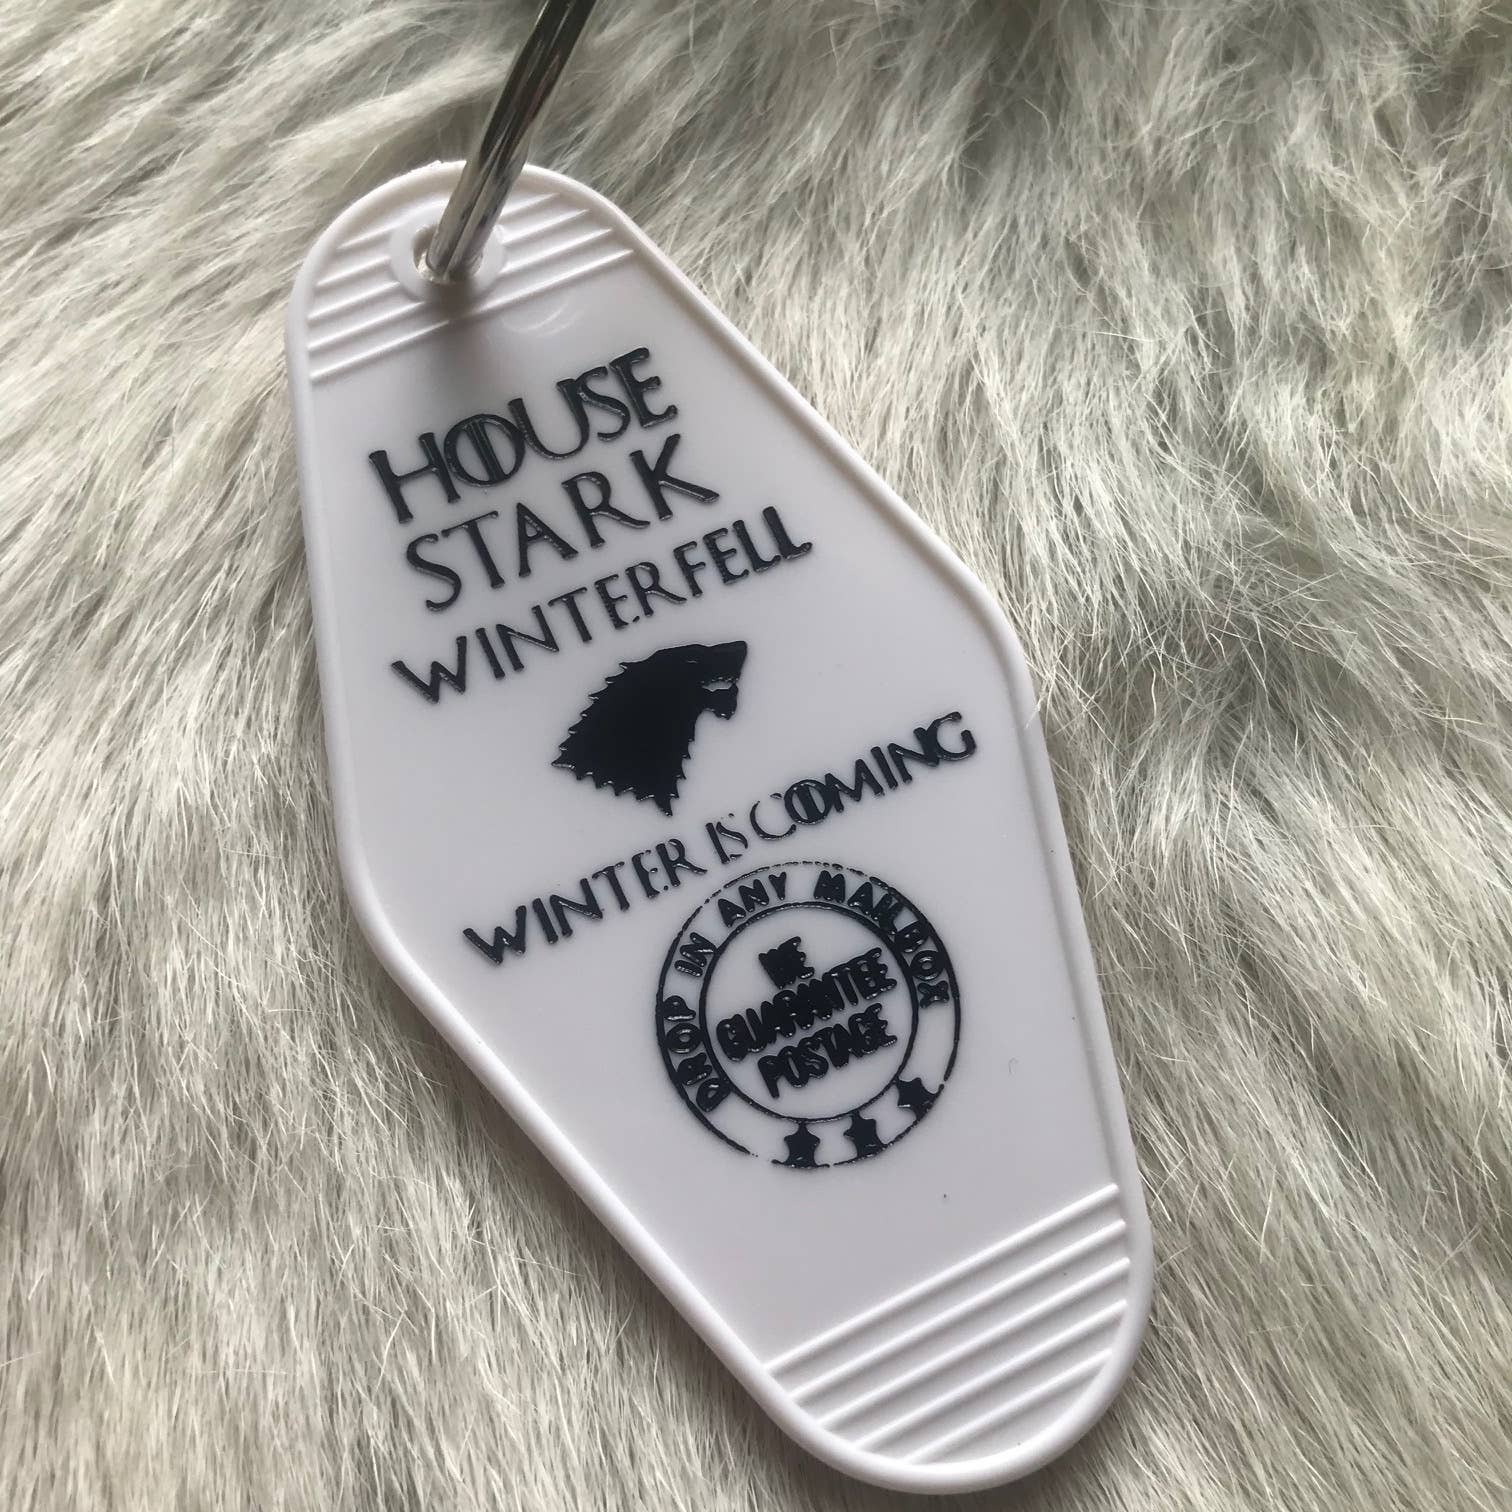 HOUSE
STARK
WINTERFELL
WINTER IS COMING
DROP IN ANY MAILBOX
WE
GUARANTEE
POSTAGE